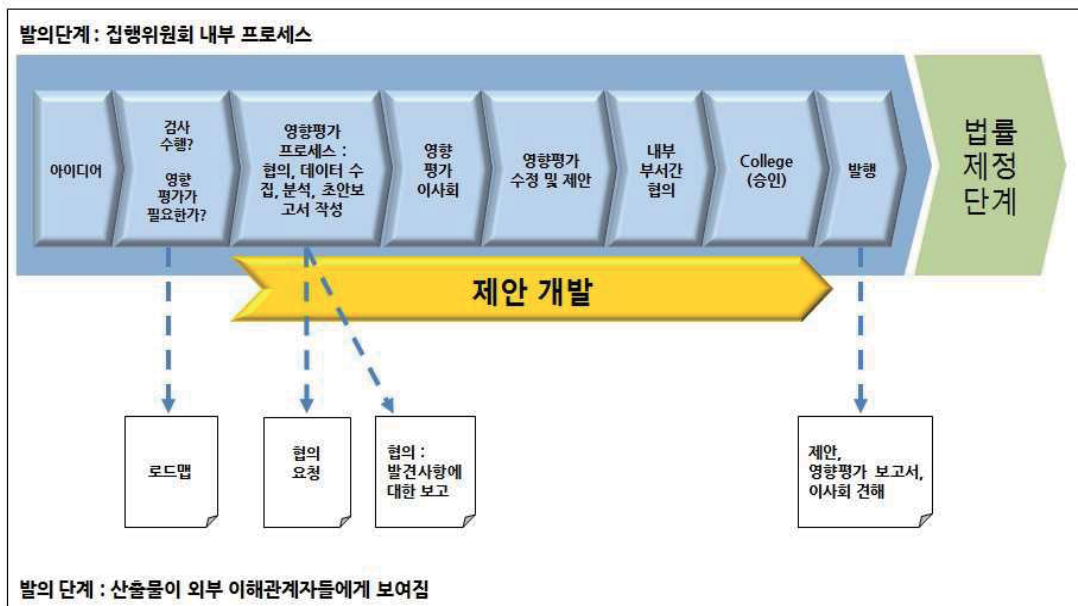 발의단계 : 집행위원회 내부 프로세스
아이디어
검사
수행?
영향
평가가
필요한가?
영향평가
프로세스 :
협의, 데이터 수
집, 분석, 초안보
고서 작성
영향
평가
이사회
영향평가
수정 및 제안
내부
부서간
협의
College
(승인)
발행
법률
제정
단계
제안 개발
로드맵
협의
요청
협의 :
발견사항에
대한 보고
제안,
영향평가 보고서,
이사회 견해
발의 단계 : 산출물이 외부 이해관계자들에게 보여짐